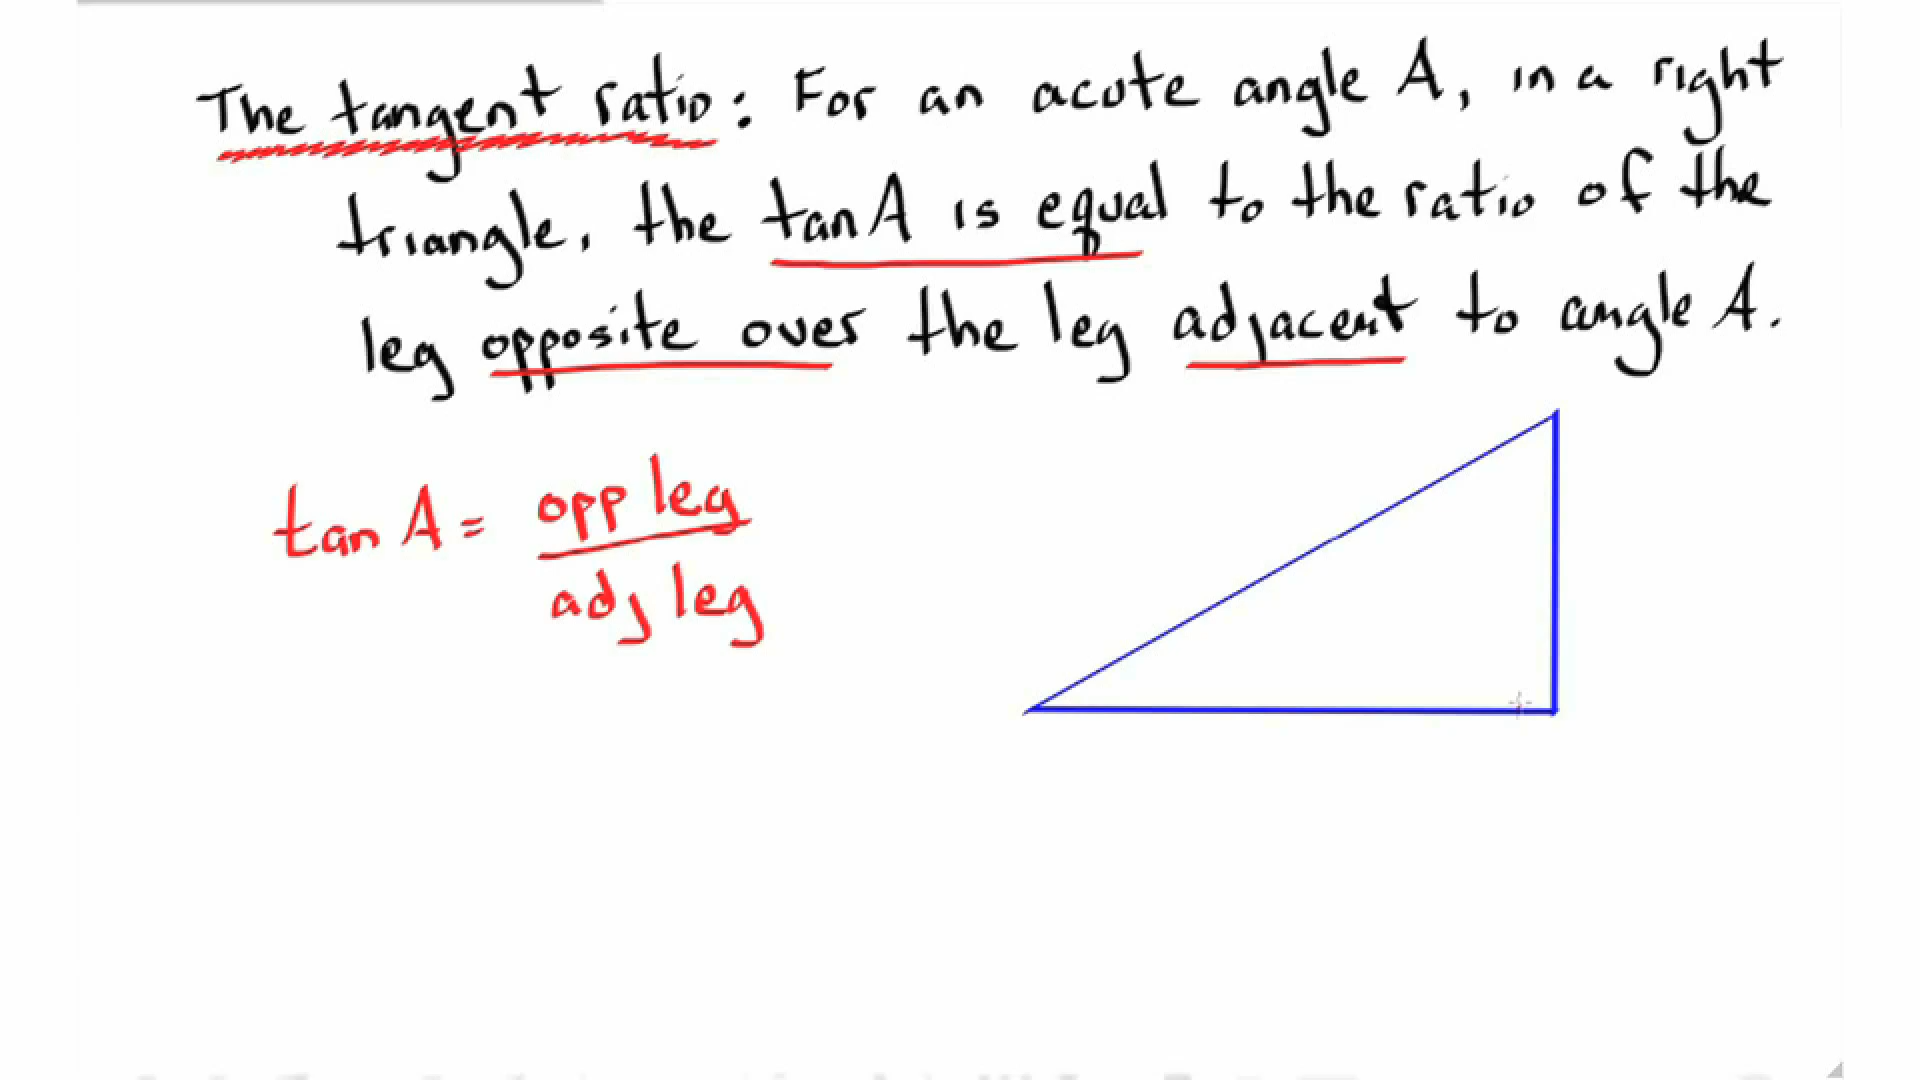 The tangent ratio: For an acute angle A, in a right
triangle, the tan A is equal to the ratio of the
leg opposite over the leg adjacent to angle A.
tan A = opp leg
adj leg